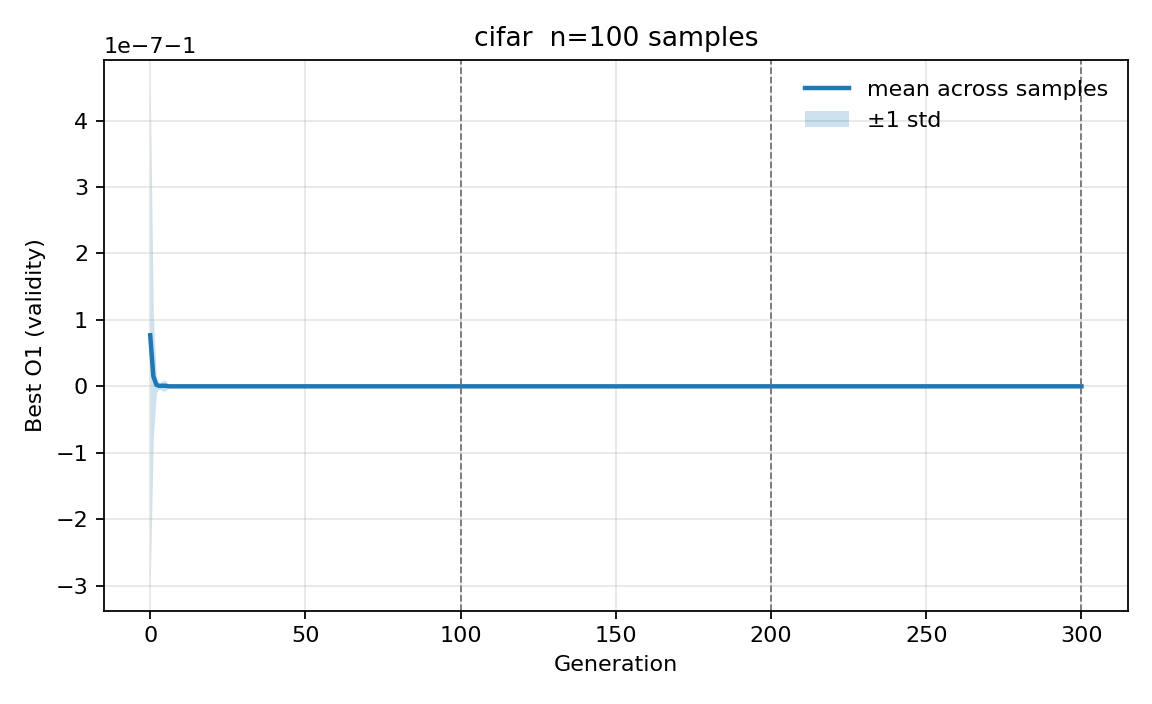 cifar  n=100 samples
1e−7−1
mean across samples
±1 std
4
3
2
1
0
−1
−2
−3
Best O1 (validity)
0 50 100 150 200 250 300
Generation